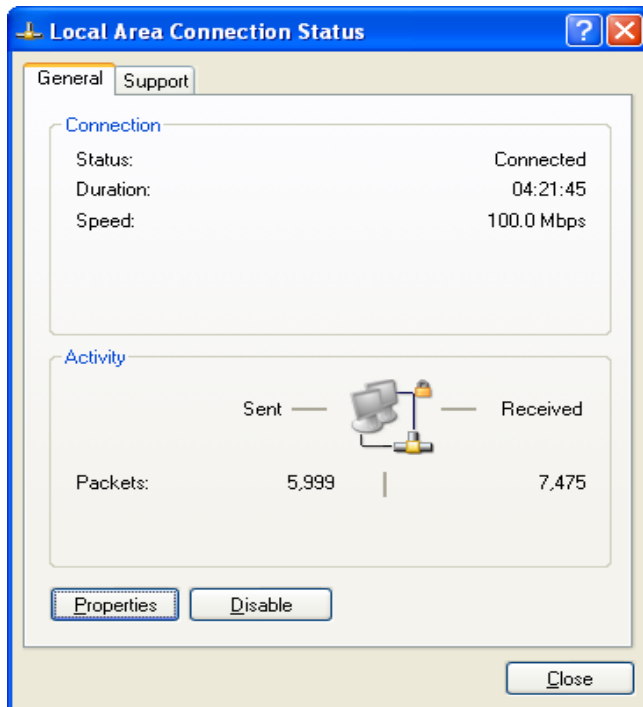 Local Area Connection Status
General Support
Connection
Status: Connected
Duration: 04:21:45
Speed: 100.0 Mbps
Activity
Sent Received
Packets: 5,999 7,475
Properties Disable
Close